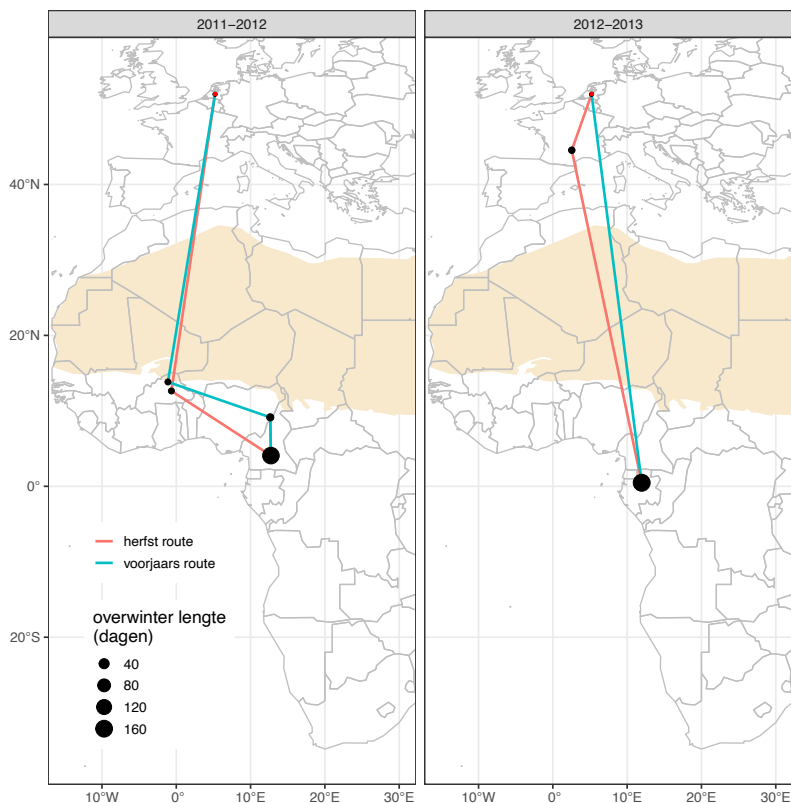 2011−2012
2012−2013
40°N
20°N
0°
20°S
herfst route
voorjaars route
overwinter lengte
(dagen)
40
80
120
160
10°W
0°
10°E
20°E
30°E
10°W
0°
10°E
20°E
30°E